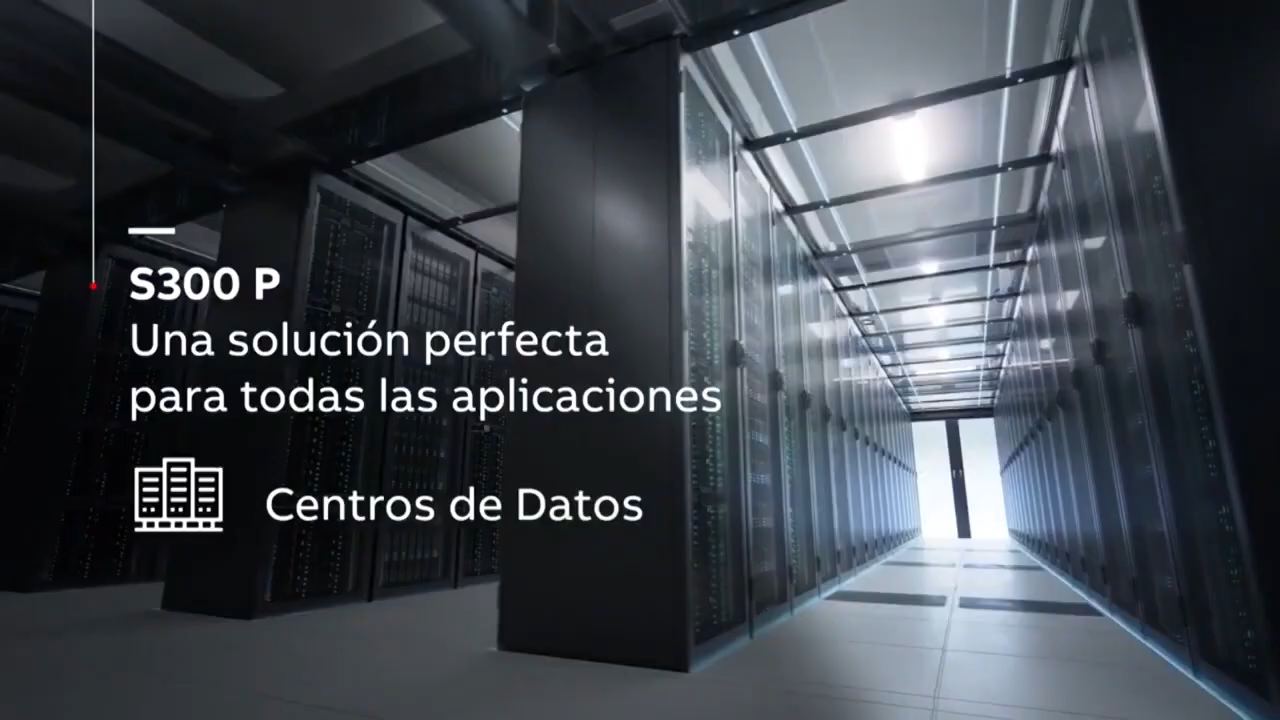 S300 P
Una solución perfecta
para todas las aplicaciones
Centros de Datos